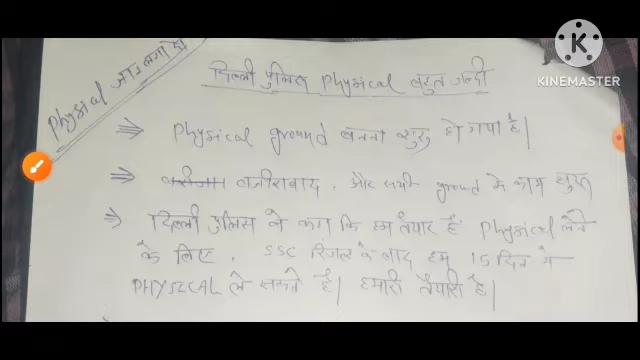 Physical जोर लगा दो
दिल्ली पुलिस Physical बहुत जल्दी
K
KINEMASTER
⇒ Physical ground बनना शुरू हो गया है।
⇒ वजीराबाद, और सभी ground में काम शुरू
⇒ दिल्ली पुलिस ने कहा कि हम तैयार हैं Physical लेने
के लिए, SSC रिजल्ट के बाद हम 15 दिन में
PHYSICAL ले सकते हैं। हमारी तैयारी है।